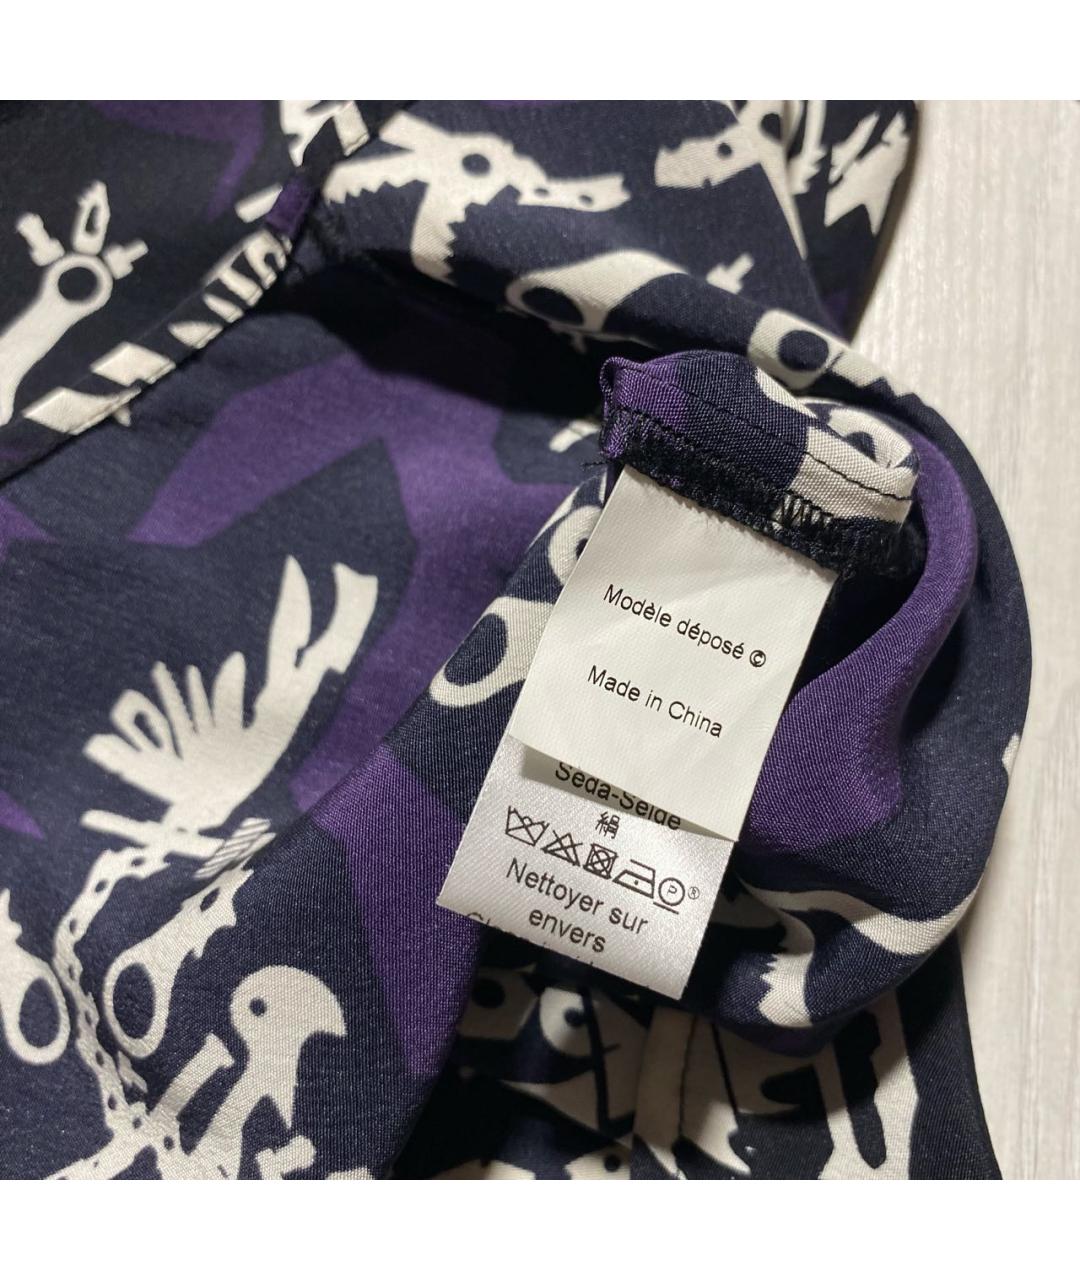 Modèle déposé ©
Made in China
Seda-Seide
絹
P ®
Nettoyer sur
envers